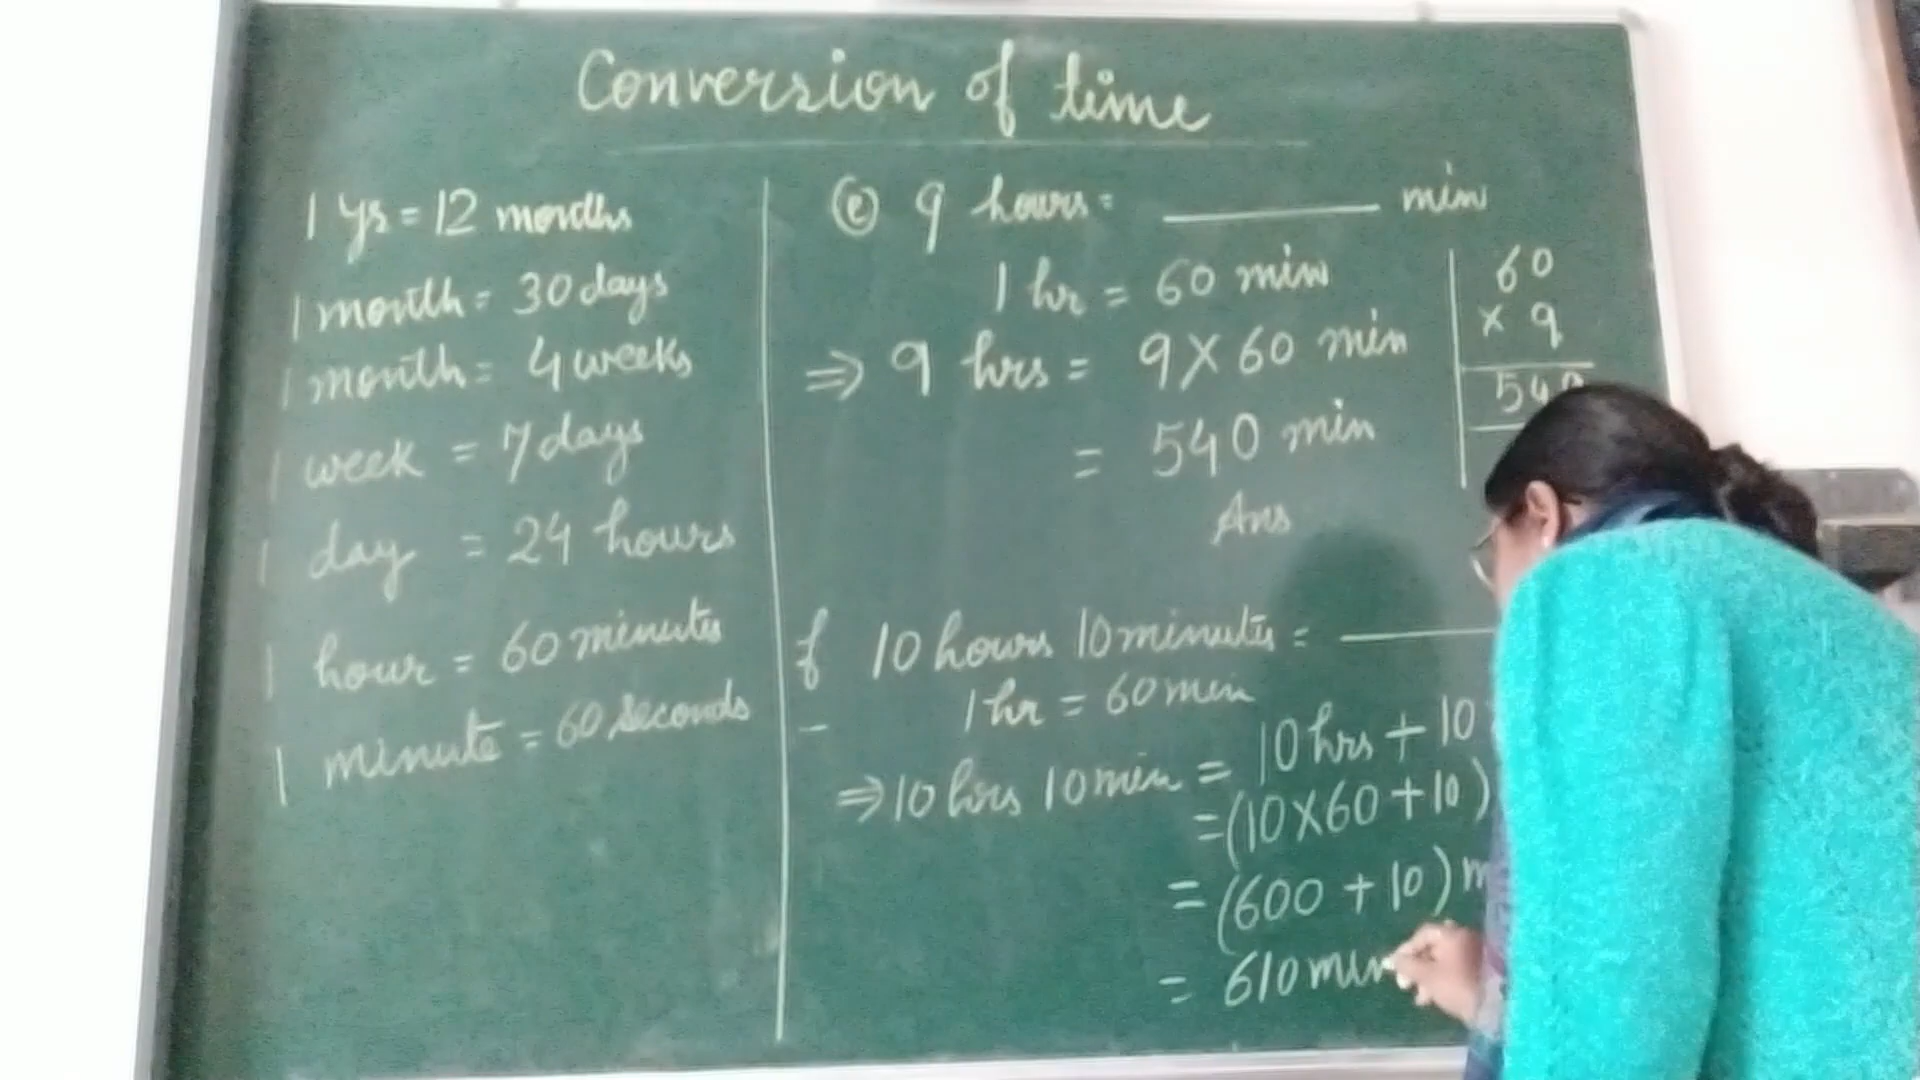 Conversion of time
1 yr = 12 months
1 month = 30 days
1 month = 4 weeks
1 week = 7 days
1 day = 24 hours
1 hour = 60 minutes
1 minute = 60 seconds
(e) 9 hours = ______ min
1 hr = 60 min
⇒ 9 hrs = 9 X 60 min
= 540 min
Ans
60
x 9
540
f 10 hours 10 minutes = ______
1 hr = 60 min
⇒ 10 hrs 10 min = 10 hrs + 10
= (10 X 60 + 10)
= (600 + 10) m
= 610 min